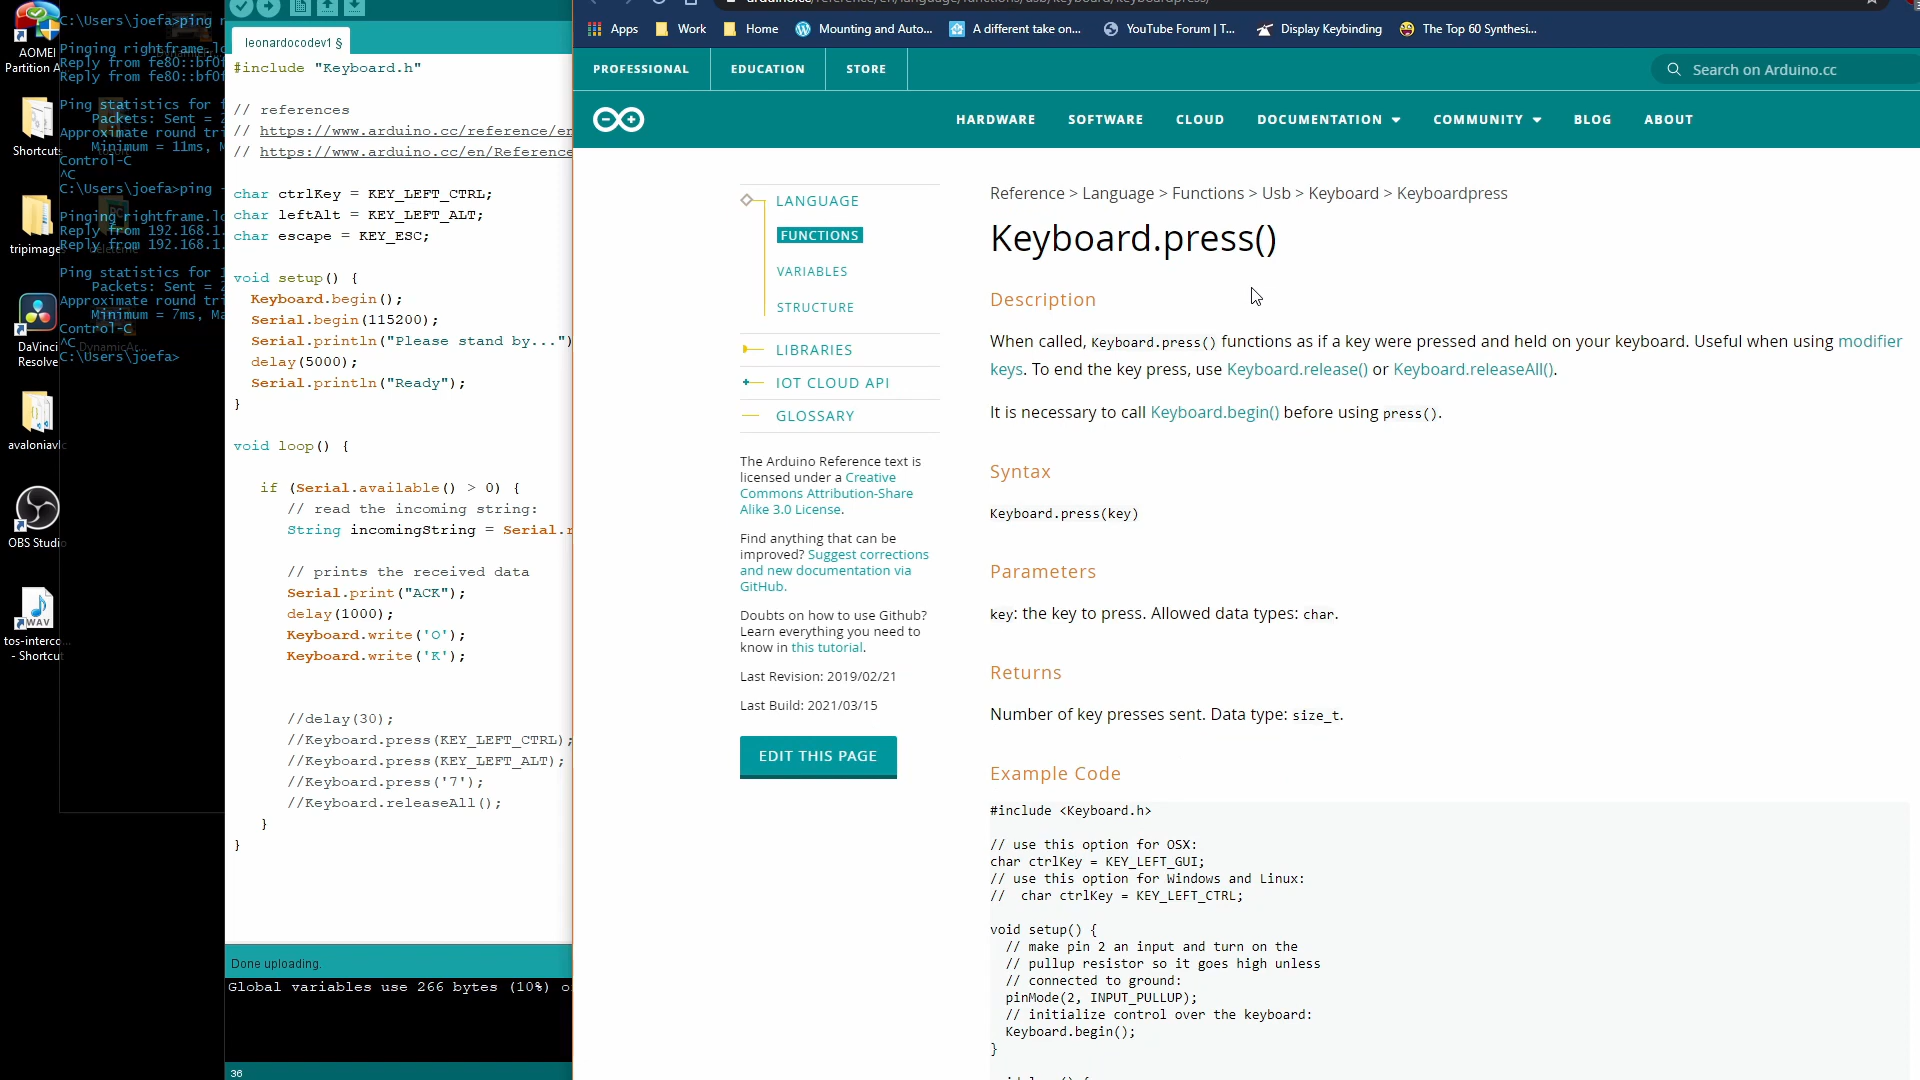 AOMEI
Partition A
Shortcuts
tripimage
DaVinci
Resolve
avaloniavl
OBS Studio
WAV
tos-interco...
- Shortcut
C:\Users\joefa>ping
Pinging rightframe.lo
Reply from fe80::bf0f
Reply from fe80::bf0f
Ping statistics for f
Packets: Sent = 2
Approximate round tri
Minimum = 11ms, M
Control-C
^C
C:\Users\joefa>ping -
Pinging rightframe.lo
Reply from 192.168.1.
Reply from 192.168.1.
Ping statistics for 1
Packets: Sent = 2
Approximate round tri
Minimum = 7ms, Ma
Control-C
^C
C:\Users\joefa>
leonardocodev1 §
#include "Keyboard.h"
// references
// https://www.arduino.cc/reference/en
// https://www.arduino.cc/en/Reference
char ctrlKey = KEY_LEFT_CTRL;
char leftAlt = KEY_LEFT_ALT;
char escape = KEY_ESC;
void setup() {
Keyboard.begin();
Serial.begin(115200);
Serial.println("Please stand by...")
delay(5000);
Serial.println("Ready");
}
void loop() {
if (Serial.available() > 0) {
// read the incoming string:
String incomingString = Serial.r
// prints the received data
Serial.print("ACK");
delay(1000);
Keyboard.write('O');
Keyboard.write('K');
//delay(30);
//Keyboard.press(KEY_LEFT_CTRL);
//Keyboard.press(KEY_LEFT_ALT);
//Keyboard.press('7');
//Keyboard.releaseAll();
}
}
Done uploading.
Global variables use 266 bytes (10%) o
36
Apps
Work
Home
Mounting and Auto...
A different take on...
YouTube Forum | T...
Display Keybinding
The Top 60 Synthesi...
PROFESSIONAL
EDUCATION
STORE
Search on Arduino.cc
HARDWARE
SOFTWARE
CLOUD
DOCUMENTATION
COMMUNITY
BLOG
ABOUT
LANGUAGE
FUNCTIONS
VARIABLES
STRUCTURE
LIBRARIES
IOT CLOUD API
GLOSSARY
The Arduino Reference text is
licensed under a Creative
Commons Attribution-Share
Alike 3.0 License.
Find anything that can be
improved? Suggest corrections
and new documentation via
GitHub.
Doubts on how to use Github?
Learn everything you need to
know in this tutorial.
Last Revision: 2019/02/21
Last Build: 2021/03/15
EDIT THIS PAGE
Reference > Language > Functions > Usb > Keyboard > Keyboardpress
Keyboard.press()
Description
When called, Keyboard.press() functions as if a key were pressed and held on your keyboard. Useful when using modifier
keys. To end the key press, use Keyboard.release() or Keyboard.releaseAll().
It is necessary to call Keyboard.begin() before using press().
Syntax
Keyboard.press(key)
Parameters
key: the key to press. Allowed data types: char.
Returns
Number of key presses sent. Data type: size_t.
Example Code
#include <Keyboard.h>
// use this option for OSX:
char ctrlKey = KEY_LEFT_GUI;
// use this option for Windows and Linux:
//  char ctrlKey = KEY_LEFT_CTRL;
void setup() {
// make pin 2 an input and turn on the
// pullup resistor so it goes high unless
// connected to ground:
pinMode(2, INPUT_PULLUP);
// initialize control over the keyboard:
Keyboard.begin();
}